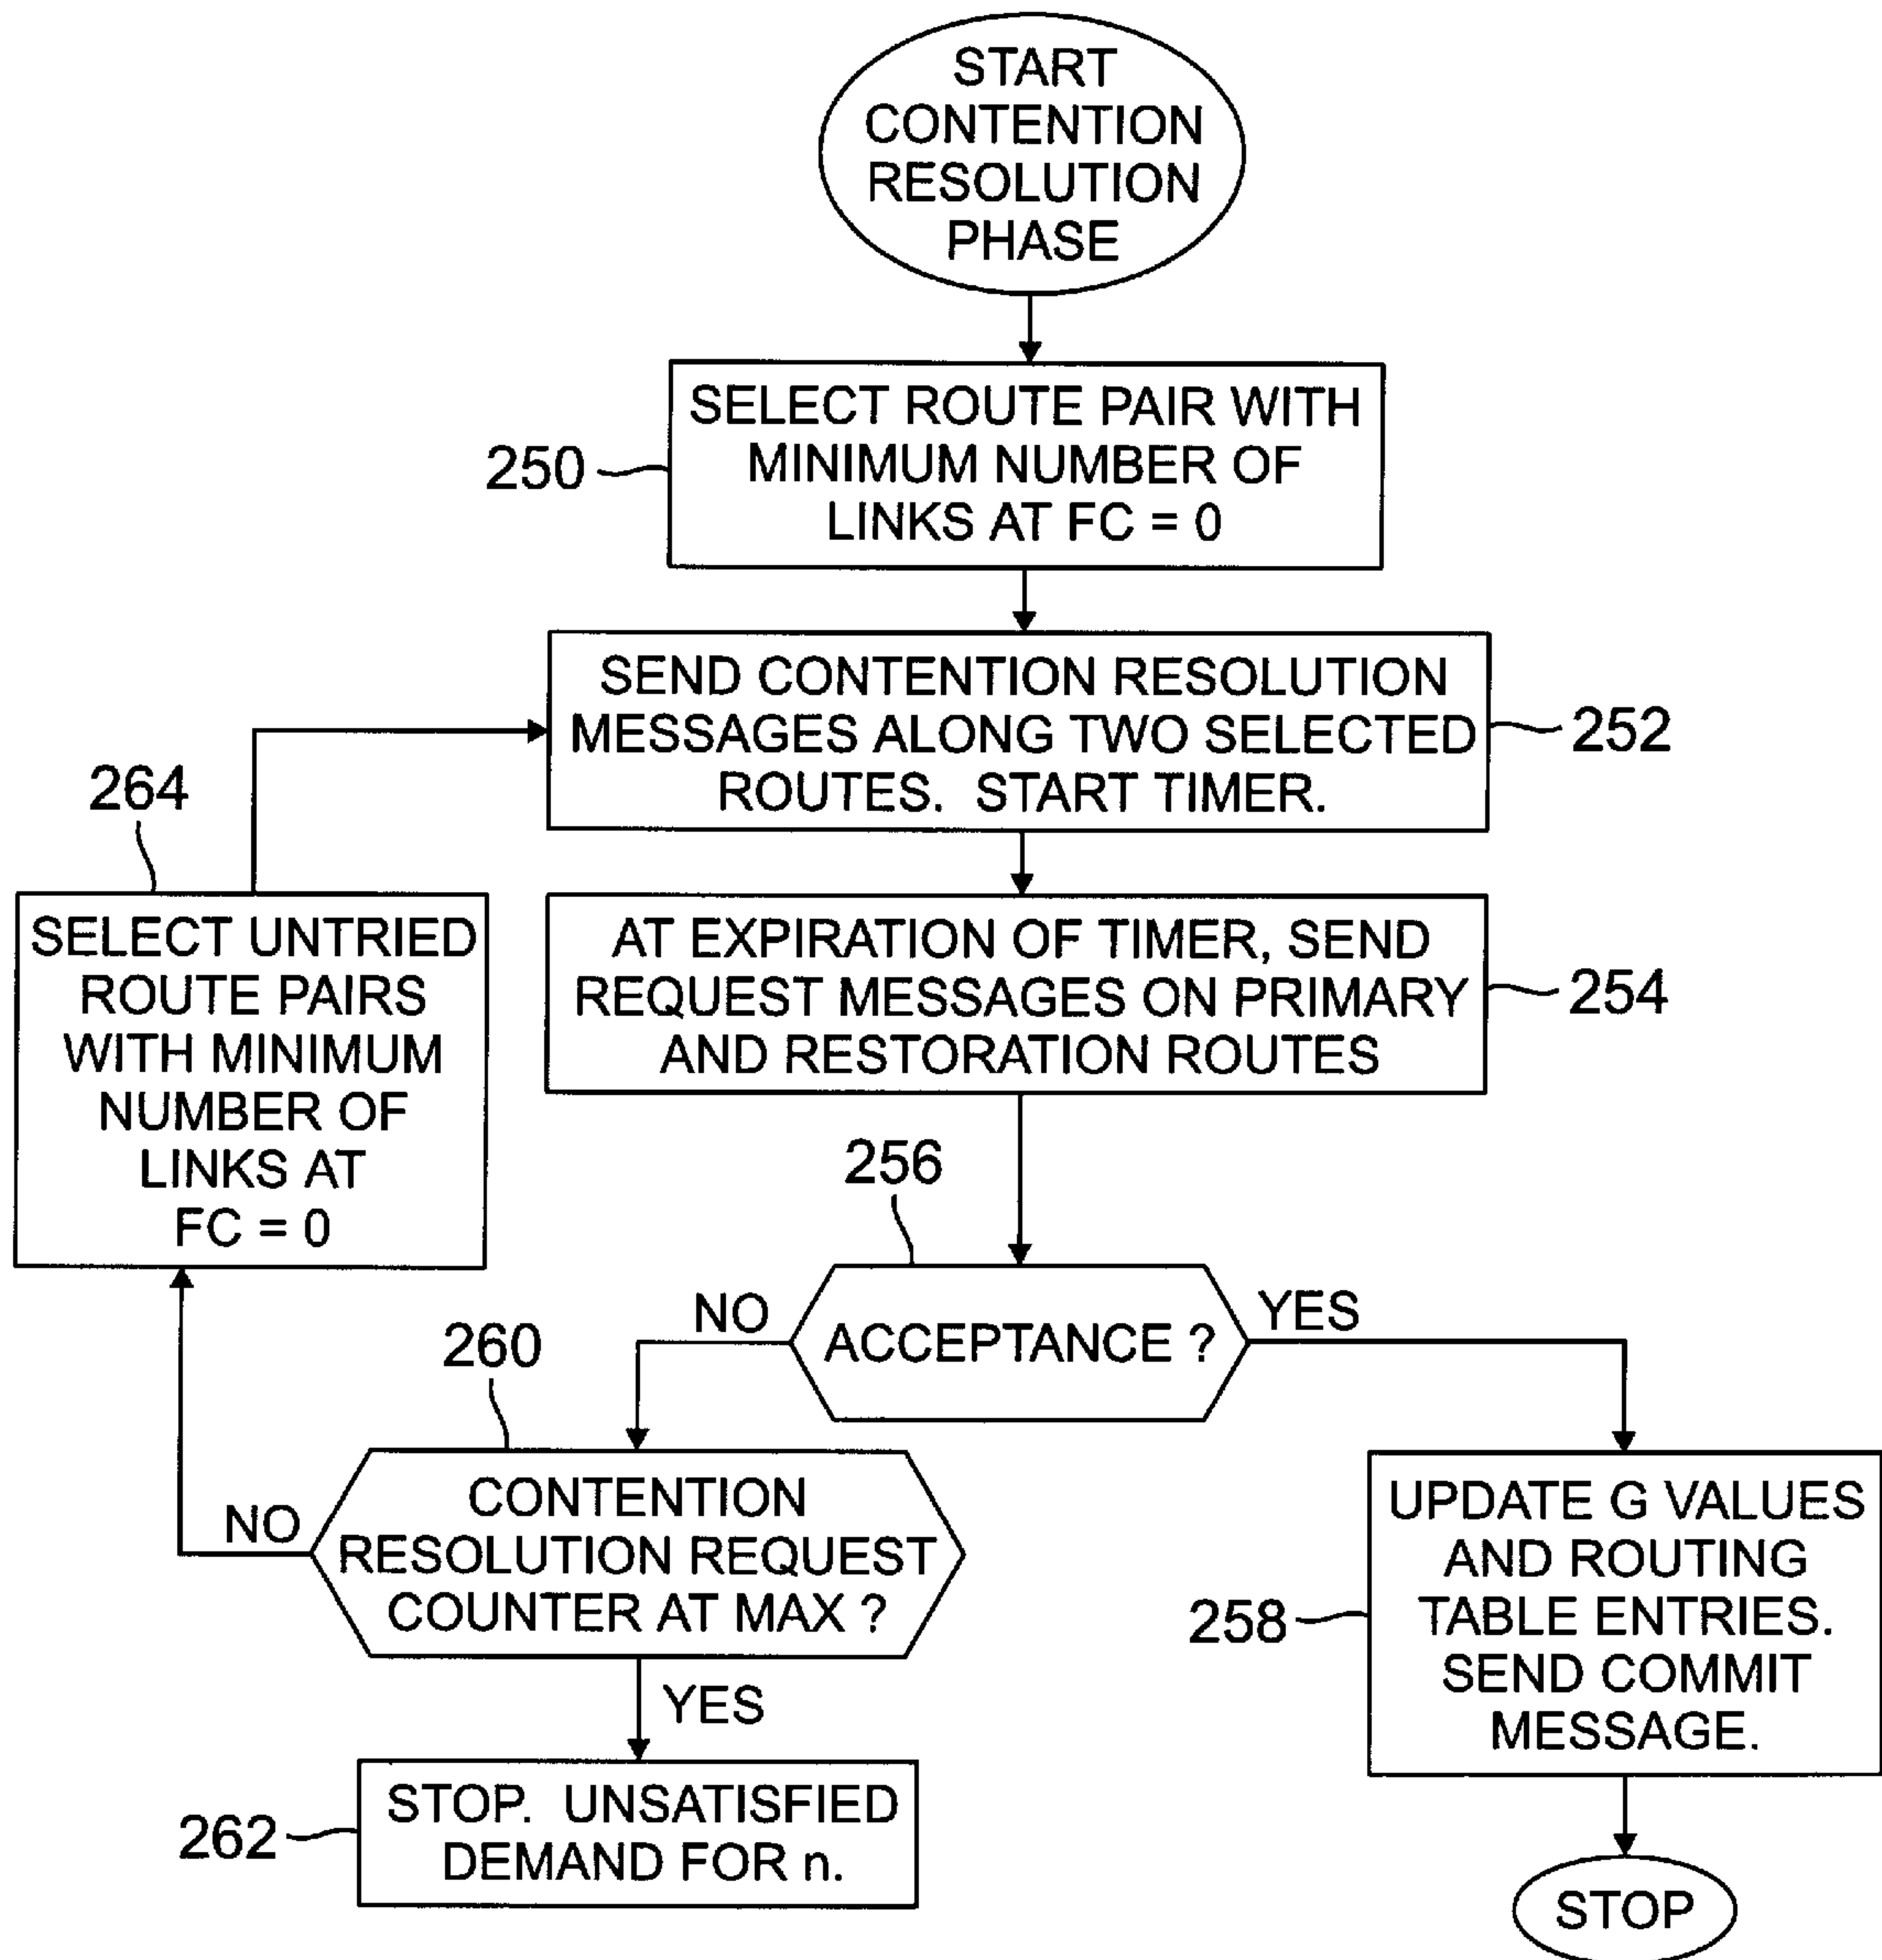 START
CONTENTION
RESOLUTION
PHASE
250
SELECT ROUTE PAIR WITH
MINIMUM NUMBER OF
LINKS AT FC = 0
SEND CONTENTION RESOLUTION
MESSAGES ALONG TWO SELECTED
ROUTES. START TIMER.
252
264
SELECT UNTRIED
ROUTE PAIRS
WITH MINIMUM
NUMBER OF
LINKS AT
FC = 0
AT EXPIRATION OF TIMER, SEND
REQUEST MESSAGES ON PRIMARY
AND RESTORATION ROUTES
254
256
NO
ACCEPTANCE ?
YES
260
NO
CONTENTION
RESOLUTION REQUEST
COUNTER AT MAX ?
YES
258
UPDATE G VALUES
AND ROUTING
TABLE ENTRIES.
SEND COMMIT
MESSAGE.
262
STOP. UNSATISFIED
DEMAND FOR n.
STOP